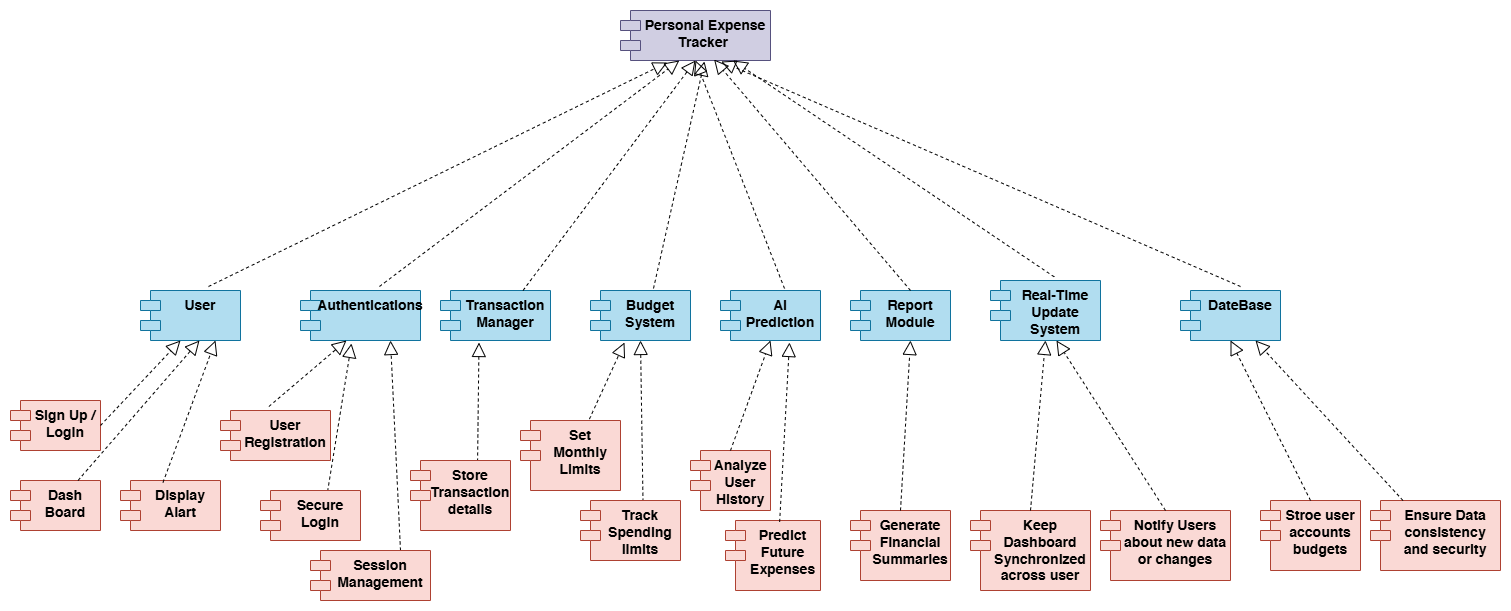 Personal Expense
Tracker
User
Authentications
Transaction
Manager
Budget
System
AI
Prediction
Report
Module
Real-Time
Update
System
DateBase
Sign Up /
Login
Dash
Board
Display
Alart
User
Registration
Secure
Login
Session
Management
Store
Transaction
details
Set
Monthly
Limits
Track
Spending
limits
Analyze
User
History
Predict
Future
Expenses
Generate
Financial
Summaries
Keep
Dashboard
Synchronized
across user
Notify Users
about new data
or changes
Stroe user
accounts
budgets
Ensure Data
consistency
and security